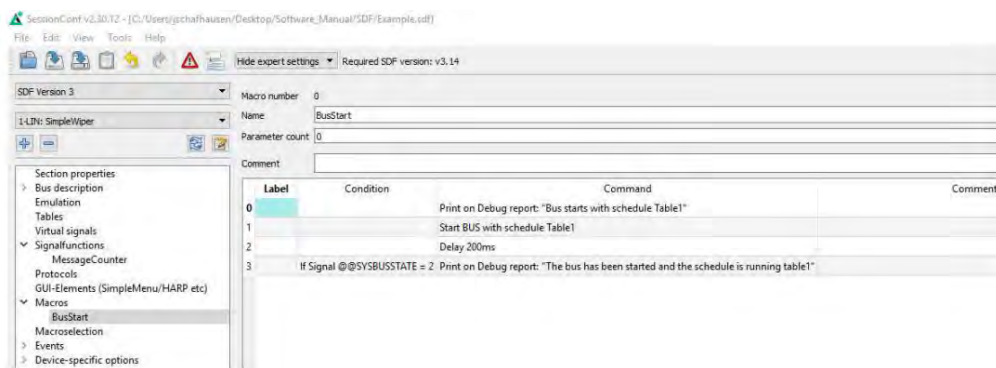 SessionConf v2.30.12 - [C:/Users/jschafhausen/Desktop/Software_Manual/SDF/Example.sdf]
File Edit View Tools Help
Hide expert settings Required SDF version: v3.14
SDF Version 3
1-LIN: SimpleWiper
Section properties
Bus description
Emulation
Tables
Virtual signals
Signalfunctions
MessageCounter
Protocols
GUI-Elements (SimpleMenu/HARP etc)
Macros
BusStart
Macroselection
Events
Device-specific options
Macro number 0
Name BusStart
Parameter count 0
Comment
Label Condition Command Comment
0 Print on Debug report: "Bus starts with schedule Table1"
1 Start BUS with schedule Table1
2 Delay 200ms
3 If Signal @@SYSBUSSTATE = 2 Print on Debug report: "The bus has been started and the schedule is running table1"